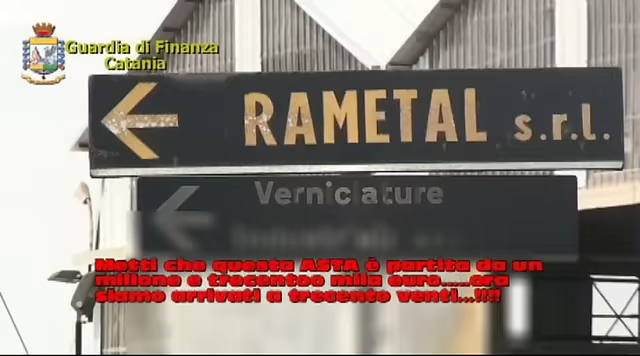 Guardia di Finanza
Catania
RAMETAL s.r.l.
Verniciature
Metti che questa ASTA è partita da un
milione e trecentoo mila euro.....ora
siamo arrivati a trecento venti...!!!!